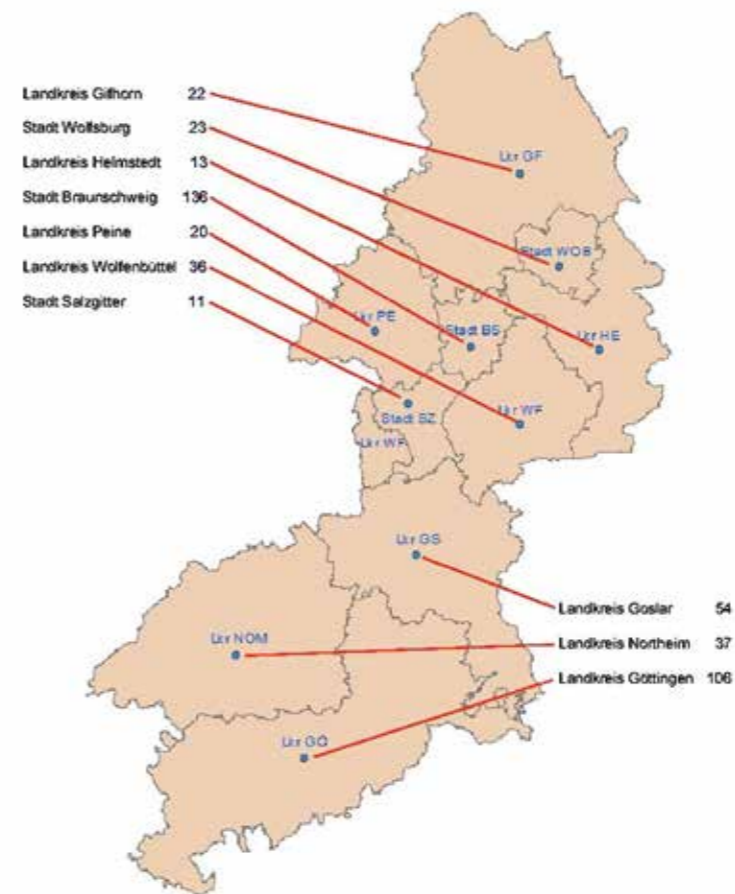 Landkreis Gifhorn 22
Stadt Wolfsburg 23
Landkreis Helmstedt 13
Stadt Braunschweig 136
Landkreis Peine 20
Landkreis Wolfenbüttel 36
Stadt Salzgitter 11
Lkr GF
Stadt WOB
Lkr PE
Stadt BS
Lkr HE
Stadt SZ
Lkr WF
Lkr WF
Lkr GS
Landkreis Goslar 54
Landkreis Northeim 37
Landkreis Göttingen 106
Lkr NOM
Lkr GÖ